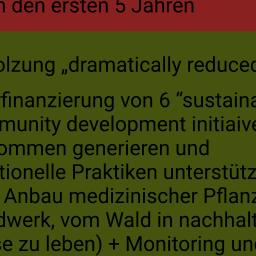 n den ersten 5 Jahren
olzung „dramatically reduced
finanzierung von 6 “sustaina
munity development initiaive
ommen generieren und
tionelle Praktiken unterstütz
Anbau medizinischer Pflanz
dwerk, vom Wald in nachhalt
se zu leben) + Monitoring un